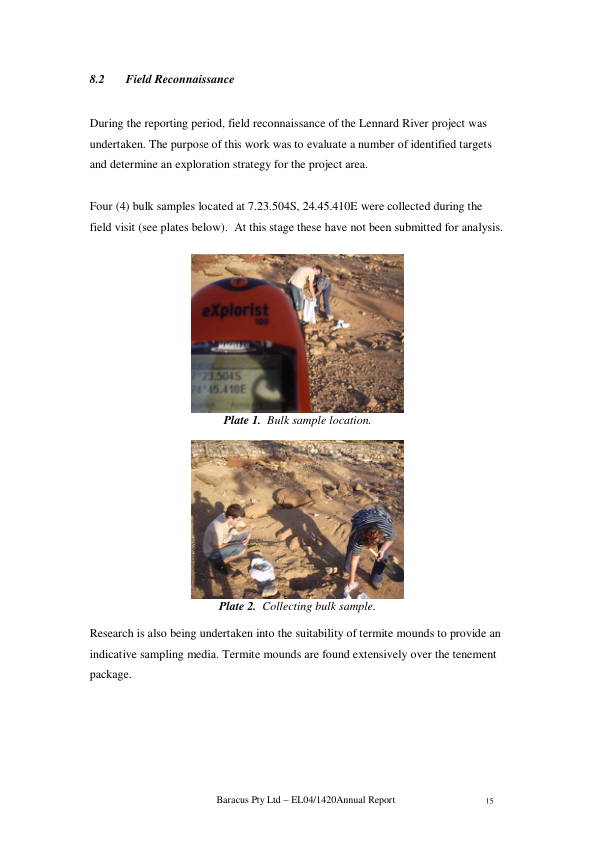 8.2 Field Reconnaissance
During the reporting period, field reconnaissance of the Lennard River project was
undertaken. The purpose of this work was to evaluate a number of identified targets
and determine an exploration strategy for the project area.
Four (4) bulk samples located at 7.23.504S, 24.45.410E were collected during the
field visit (see plates below).  At this stage these have not been submitted for analysis.
eXplorist
100
MAGELLAN
7°23.504S
24°45.410E
Plate 1.  Bulk sample location.
Plate 2.  Collecting bulk sample.
Research is also being undertaken into the suitability of termite mounds to provide an
indicative sampling media. Termite mounds are found extensively over the tenement
package.
Baracus Pty Ltd – EL04/1420Annual Report 15